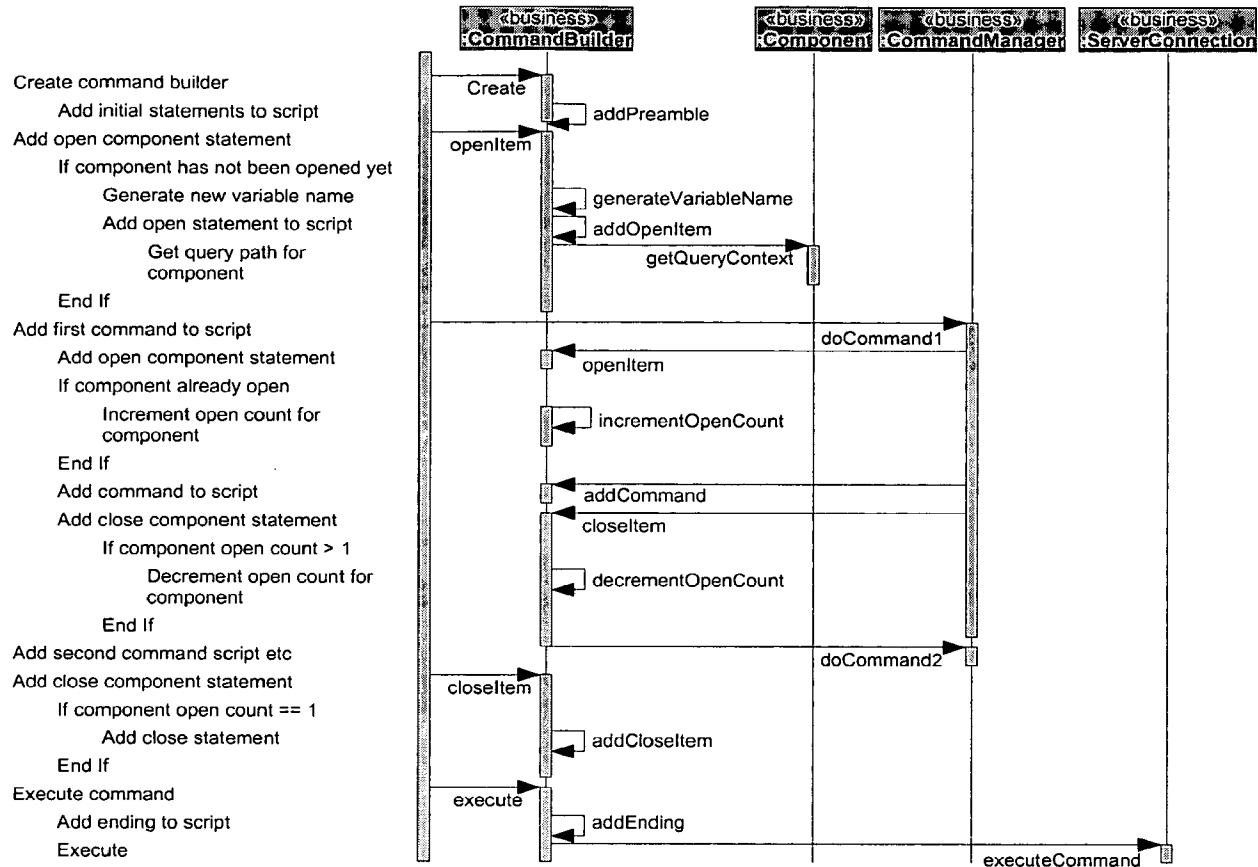 «business»
:CommandBuilder
«business»
:Component
«business»
:CommandManager
«business»
:ServerConnection
Create command builder
Create
Add initial statements to script
addPreamble
Add open component statement
openItem
If component has not been opened yet
Generate new variable name
generateVariableName
Add open statement to script
addOpenItem
Get query path for
component
getQueryContext
End If
Add first command to script
doCommand1
Add open component statement
openItem
If component already open
Increment open count for
component
incrementOpenCount
End If
Add command to script
addCommand
Add close component statement
closeItem
If component open count > 1
Decrement open count for
component
decrementOpenCount
End If
Add second command script etc
doCommand2
Add close component statement
closeItem
If component open count == 1
Add close statement
addCloseItem
End If
Execute command
execute
Add ending to script
addEnding
Execute
executeCommand